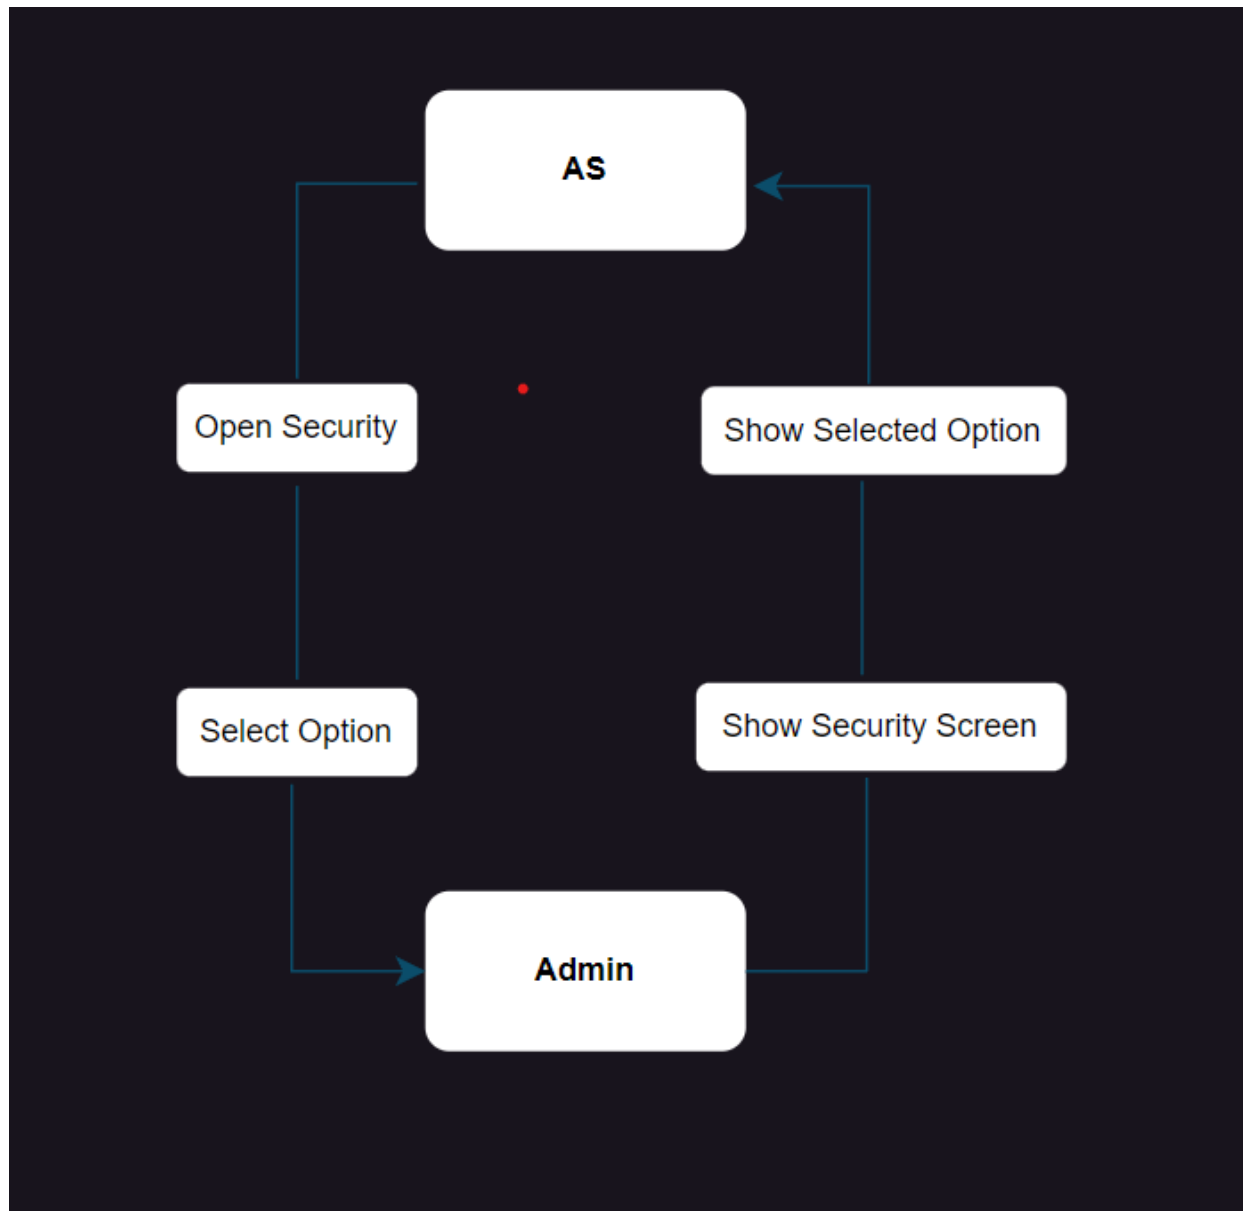 AS
Open Security
Show Selected Option
Select Option
Show Security Screen
Admin